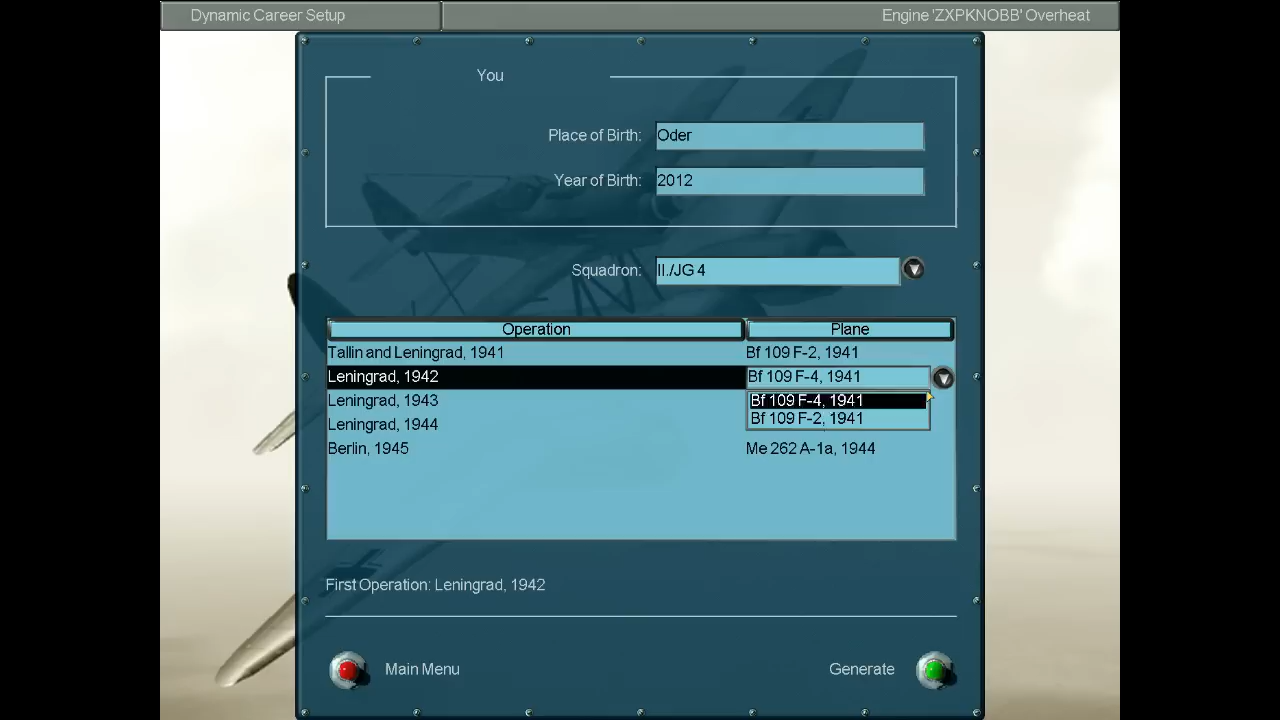 Dynamic Career Setup
Engine 'ZXPKNOBB' Overheat
You
Place of Birth: Oder
Year of Birth: 2012
Squadron: II./JG 4
Operation Plane
Tallin and Leningrad, 1941 Bf 109 F-2, 1941
Leningrad, 1942 Bf 109 F-4, 1941
Leningrad, 1943 Bf 109 F-4, 1941
Leningrad, 1944 Bf 109 F-2, 1941
Berlin, 1945 Me 262 A-1a, 1944
First Operation: Leningrad, 1942
Main Menu Generate